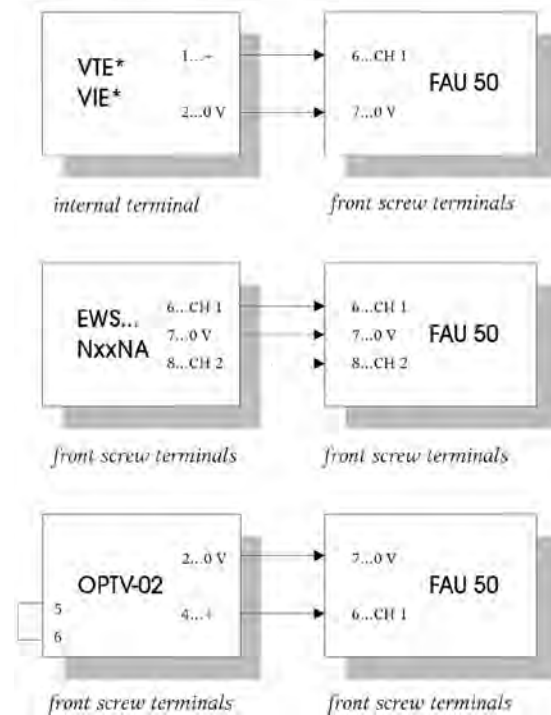 VTE*
VIE*
1...+
2...0 V
6...CH 1
7...0 V
FAU 50
internal terminal
front screw terminals
EWS...
NxxNA
6...CH 1
7...0 V
8...CH 2
6...CH 1
7...0 V
8...CH 2
FAU 50
front screw terminals
front screw terminals
OPTV-02
5
6
2...0 V
4...+
7...0 V
6...CH 1
FAU 50
front screw terminals
front screw terminals